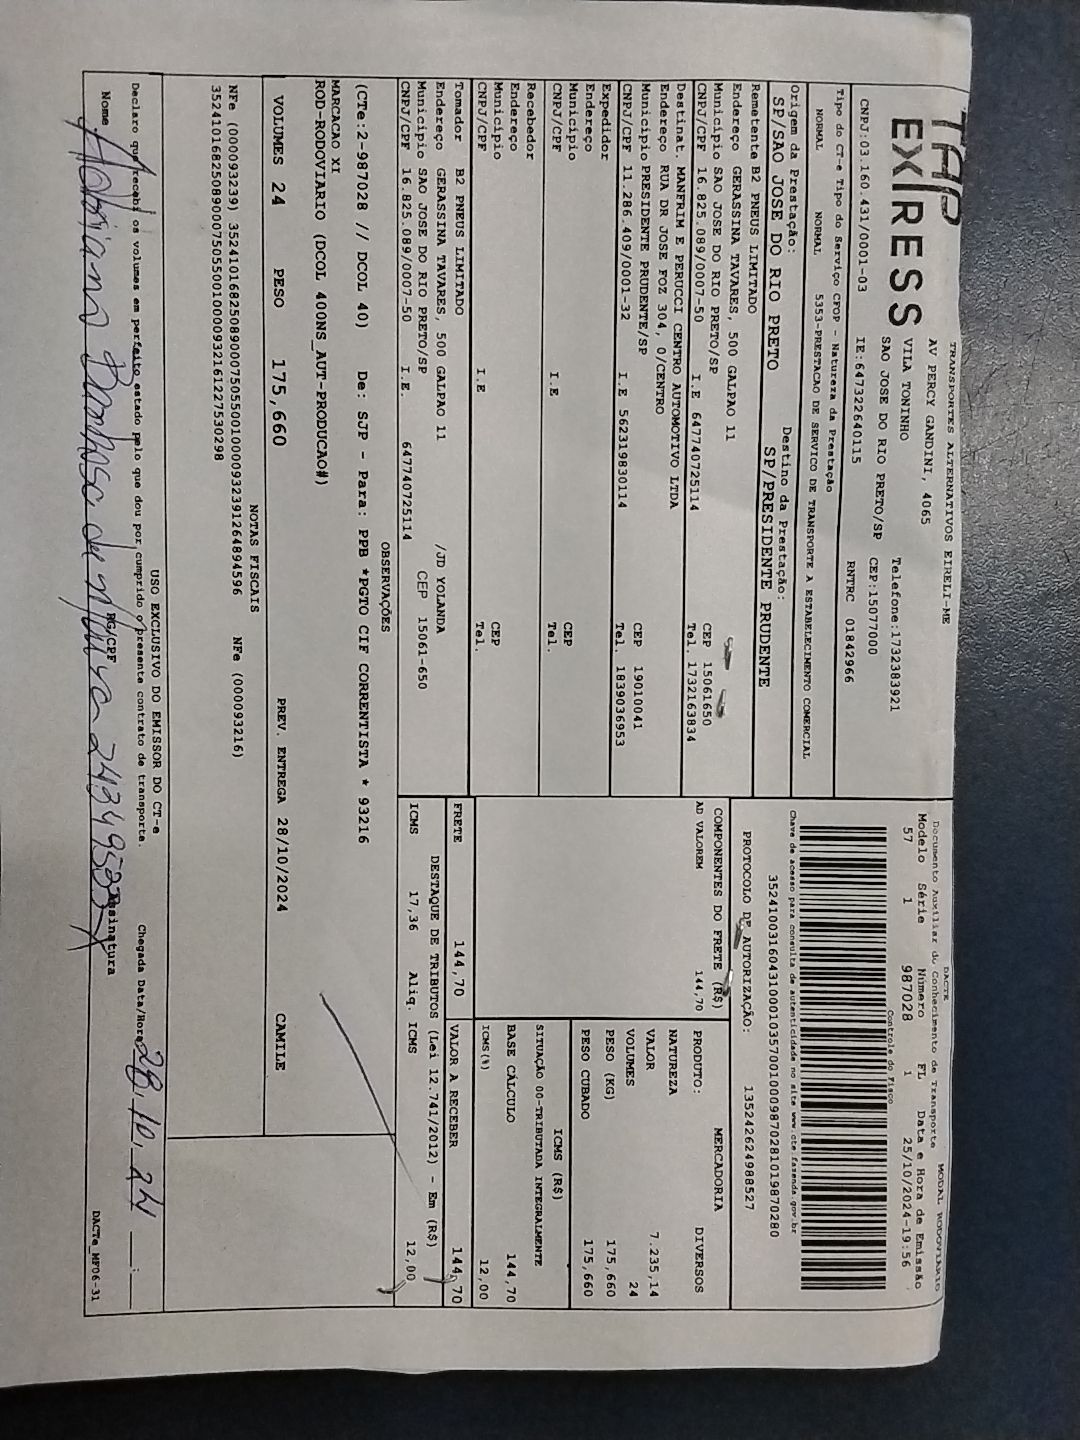 TAP
EXPRESS
TRANSPORTES ALTERNATIVOS EIRELI-ME
AV PERCY GANDINI, 4065
VILA TONINHO Telefone:1732383921
SAO JOSE DO RIO PRETO/SP CEP:15077000
CNPJ:03.160.431/0001-03 IE:647322640115 RNTRC 01842966
Tipo do CT-e Tipo do Serviço CFOP - Natureza da Prestação
NORMAL NORMAL 5353-PRESTACAO DE SERVICO DE TRANSPORTE A ESTABELECIMENTO COMERCIAL
Origem da Prestação: Destino da Prestação:
SP/SAO JOSE DO RIO PRETO SP/PRESIDENTE PRUDENTE
Remetente B2 PNEUS LIMITADO
Endereço GERASSINA TAVARES, 500 GALPAO 11
Município SAO JOSE DO RIO PRETO/SP CEP 15061650
CNPJ/CPF 16.825.089/0007-50 I.E 647740725114 Tel. 1732163834
Destinat. MANFRIM E PERUCCI CENTRO AUTOMOTIVO LTDA
Endereço RUA DR JOSE FOZ 304, 0/CENTRO
Município PRESIDENTE PRUDENTE/SP CEP 19010041
CNPJ/CPF 11.286.409/0001-32 I.E 562319830114 Tel. 1839036953
Expedidor
Endereço
Município CEP
CNPJ/CPF I.E Tel.
Recebedor
Endereço
Município CEP
CNPJ/CPF I.E Tel.
Tomador B2 PNEUS LIMITADO
Endereço GERASSINA TAVARES, 500 GALPAO 11 /JD YOLANDA
Município SAO JOSE DO RIO PRETO/SP CEP 15061-650
CNPJ/CPF 16.825.089/0007-50 I.E. 647740725114
DACTE MODAL RODOVIÁRIO
Documento Auxiliar do Conhecimento de Transporte
Modelo Série Número FL Data e Hora de Emissão
57 1 987028 1 25/10/2024-19:56
Controle do Fisco
Chave de acesso para consulta de autenticidade no site www.cte.fazenda.gov.br
PROTOCOLO DE AUTORIZAÇÃO: 135242624988527
COMPONENTES DO FRETE (R$)
AD VALOREM 144,70
MERCADORIA
PRODUTO: DIVERSOS
NATUREZA
VALOR 7.235,14
VOLUMES 24
PESO (KG) 175,660
PESO CUBADO 175,660
ICMS (R$)
SITUAÇÃO 00-TRIBUTADA INTEGRALMENTE
BASE CÁLCULO 144,70
ICMS(%) 12,00
FRETE 144,70 VALOR A RECEBER 144,70
DESTAQUE DE TRIBUTOS (Lei 12.741/2012) - Em (R$)
ICMS 17,36 Aliq. ICMS 12,00
OBSERVAÇÕES
(CTe:2-987028 // DCOL 40) De: SJP - Para: PPB *PGTO CIF CORRENTISTA * 93216
MARCACAO XI
ROD-RODOVIARIO (DCOL 400NS_AUT-PRODUCAO#)
VOLUMES 24 PESO 175,660 PREV. ENTREGA 28/10/2024 CAMILE
NOTAS FISCAIS
NFe (000093239) NFe (000093216)
USO EXCLUSIVO DO EMISSOR DO CT-e
Declaro que recebi os volumes em perfeito estado pelo que dou por cumprido o presente contrato de transporte. Chegada Data/Hora 28.10.24
Nome RG/CPF Assinatura
DACTe_MF06-31